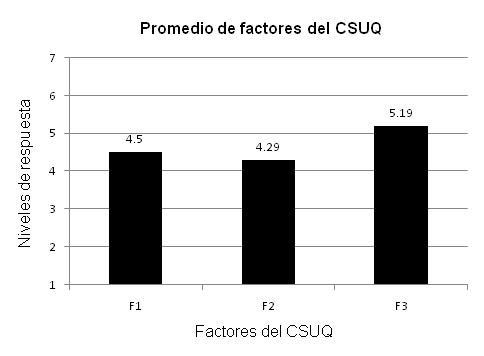 Promedio de factores del CSUQ
Niveles de respuesta
7
6
5
4
3
2
1
4.5
4.29
5.19
F1
F2
F3
Factores del CSUQ